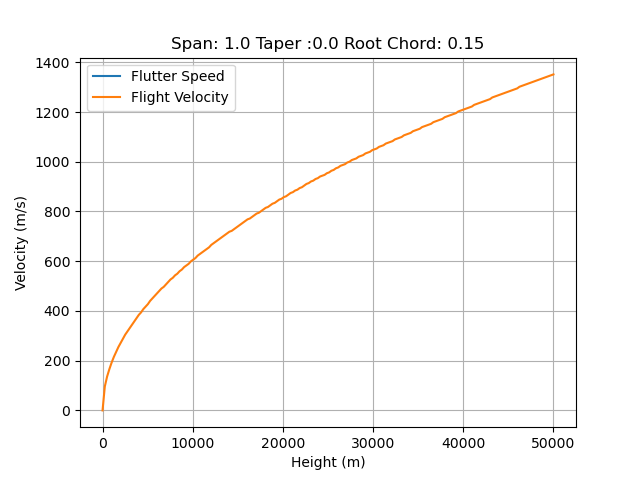 Span: 1.0 Taper :0.0 Root Chord: 0.15
Flutter Speed
Flight Velocity
1400
1200
1000
800
600
400
200
0
Velocity (m/s)
0 10000 20000 30000 40000 50000
Height (m)